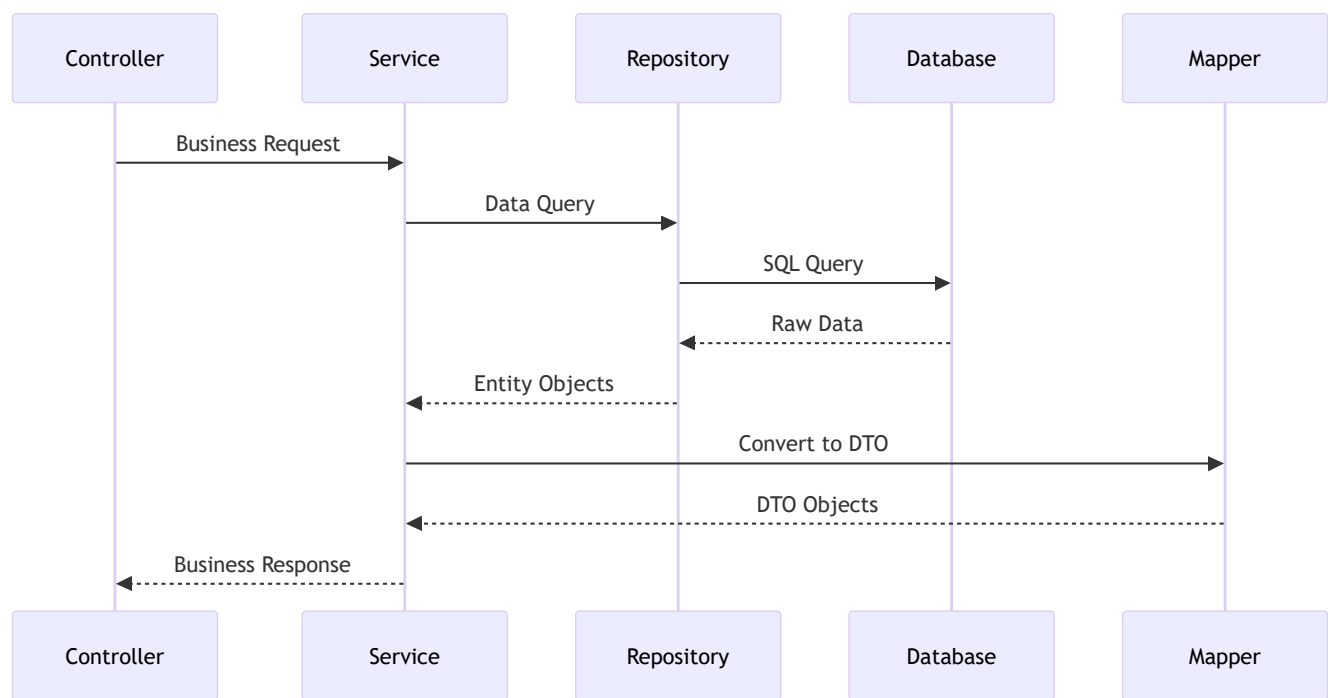 Controller
Service
Repository
Database
Mapper
Business Request
Data Query
SQL Query
Raw Data
Entity Objects
Convert to DTO
DTO Objects
Business Response
Controller
Service
Repository
Database
Mapper